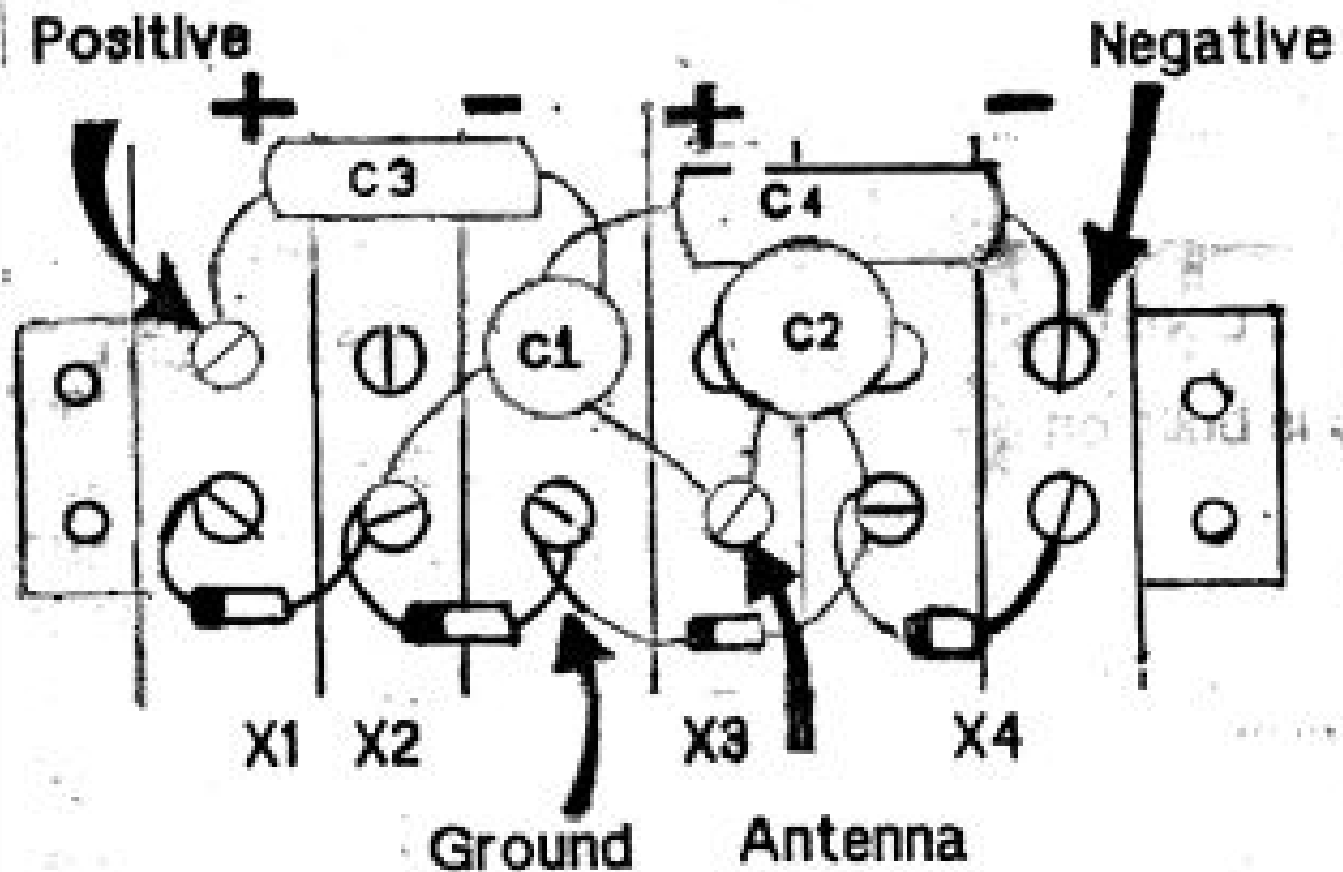 Positive
Negative
+ - + -
C3
C4
C1
C2
X1 X2 X3 X4
Ground Antenna